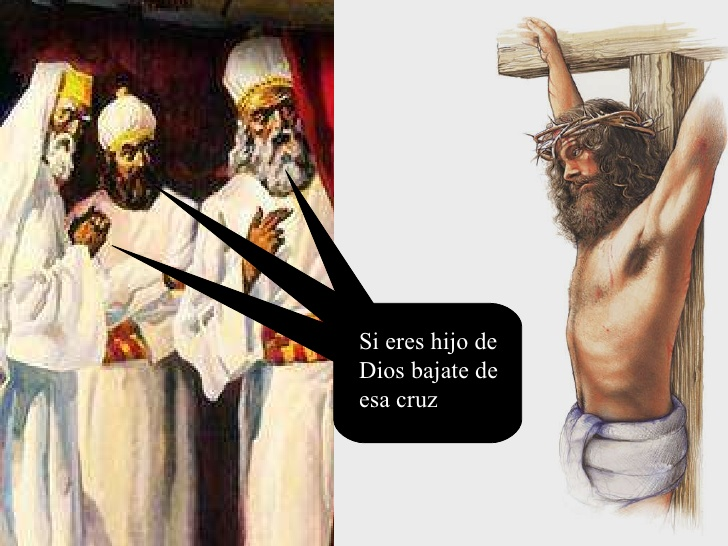 Si eres hijo de
Dios bajate de
esa cruz